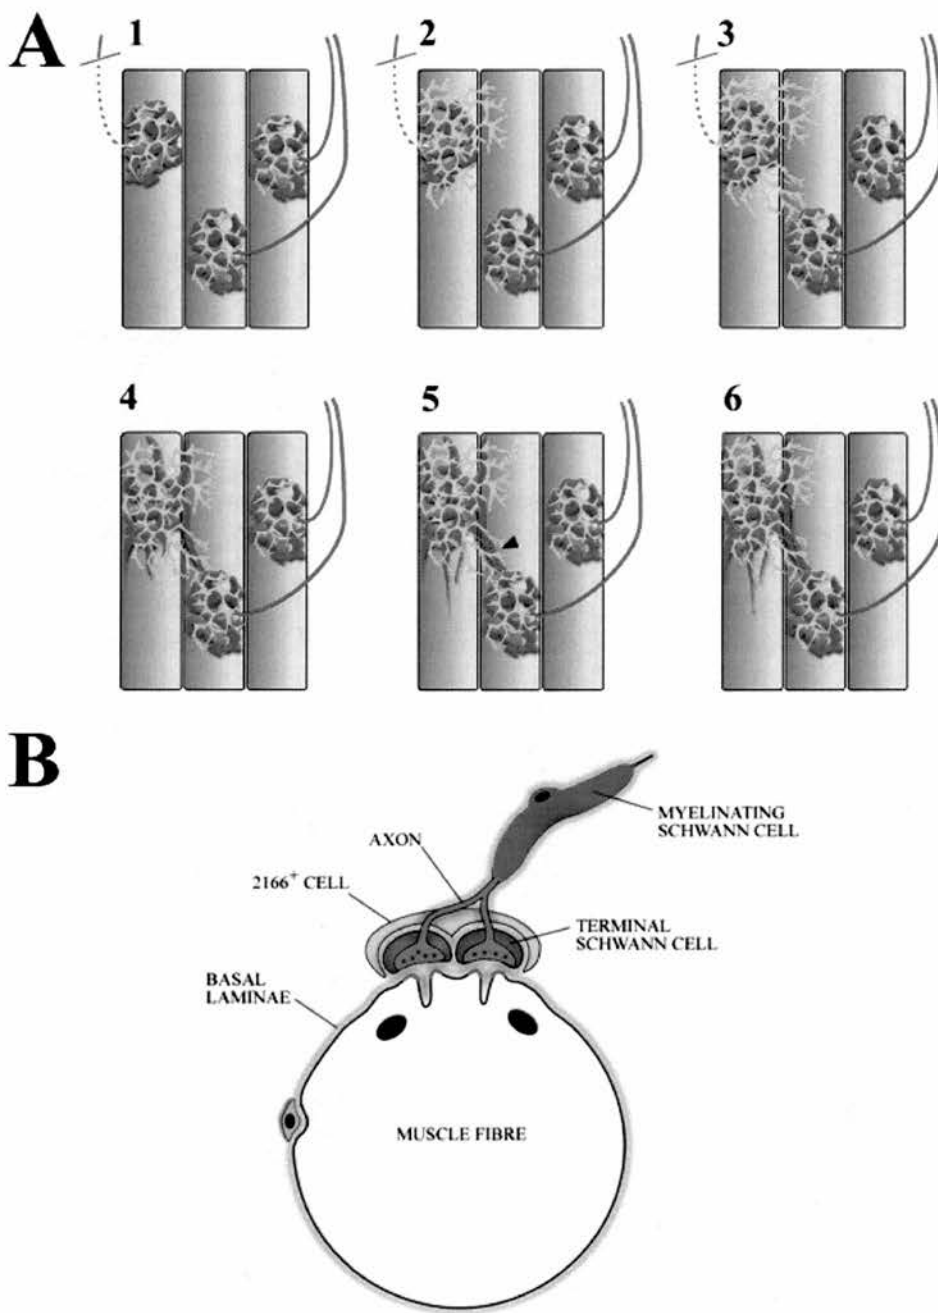 A
1
2
3
4
5
6
B
MYELINATING
SCHWANN CELL
AXON
2166⁺ CELL
TERMINAL
SCHWANN CELL
BASAL
LAMINAE
MUSCLE FIBRE